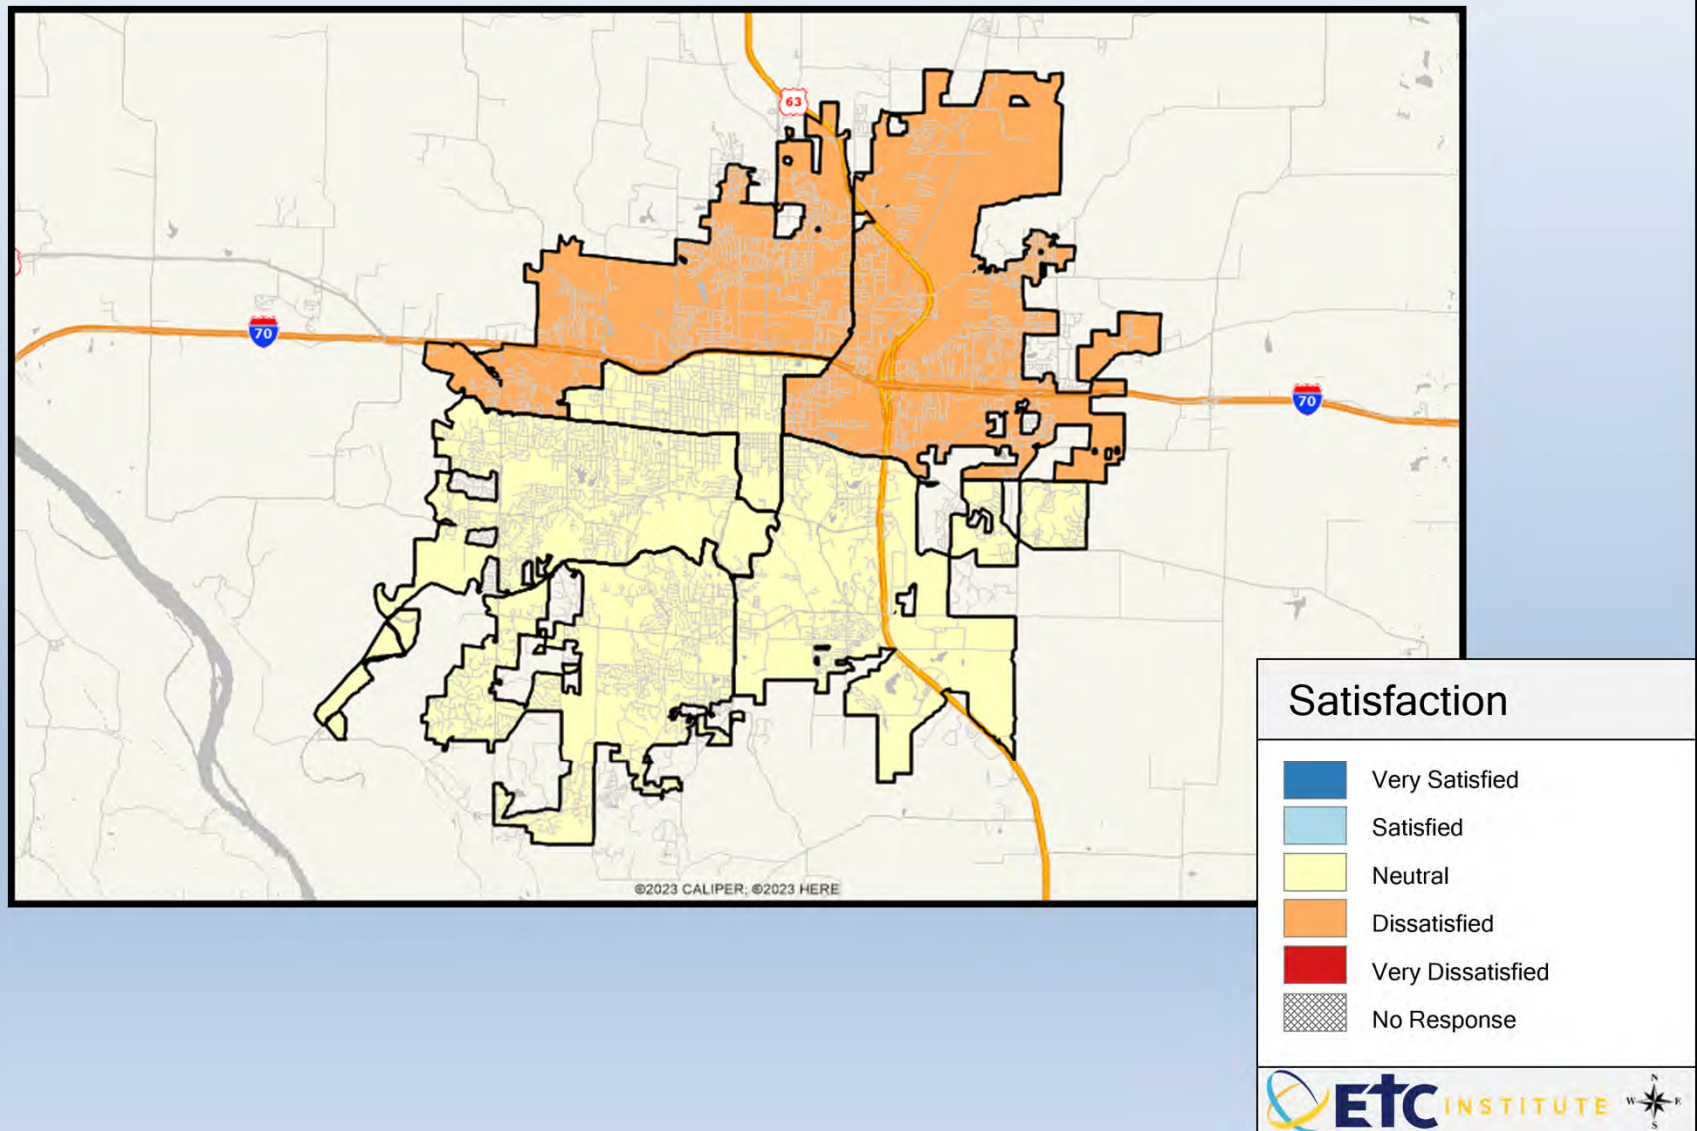 63
70
70
©2023 CALIPER; ©2023 HERE
Satisfaction
Very Satisfied
Satisfied
Neutral
Dissatisfied
Very Dissatisfied
No Response
ETC INSTITUTE
N
W E
S